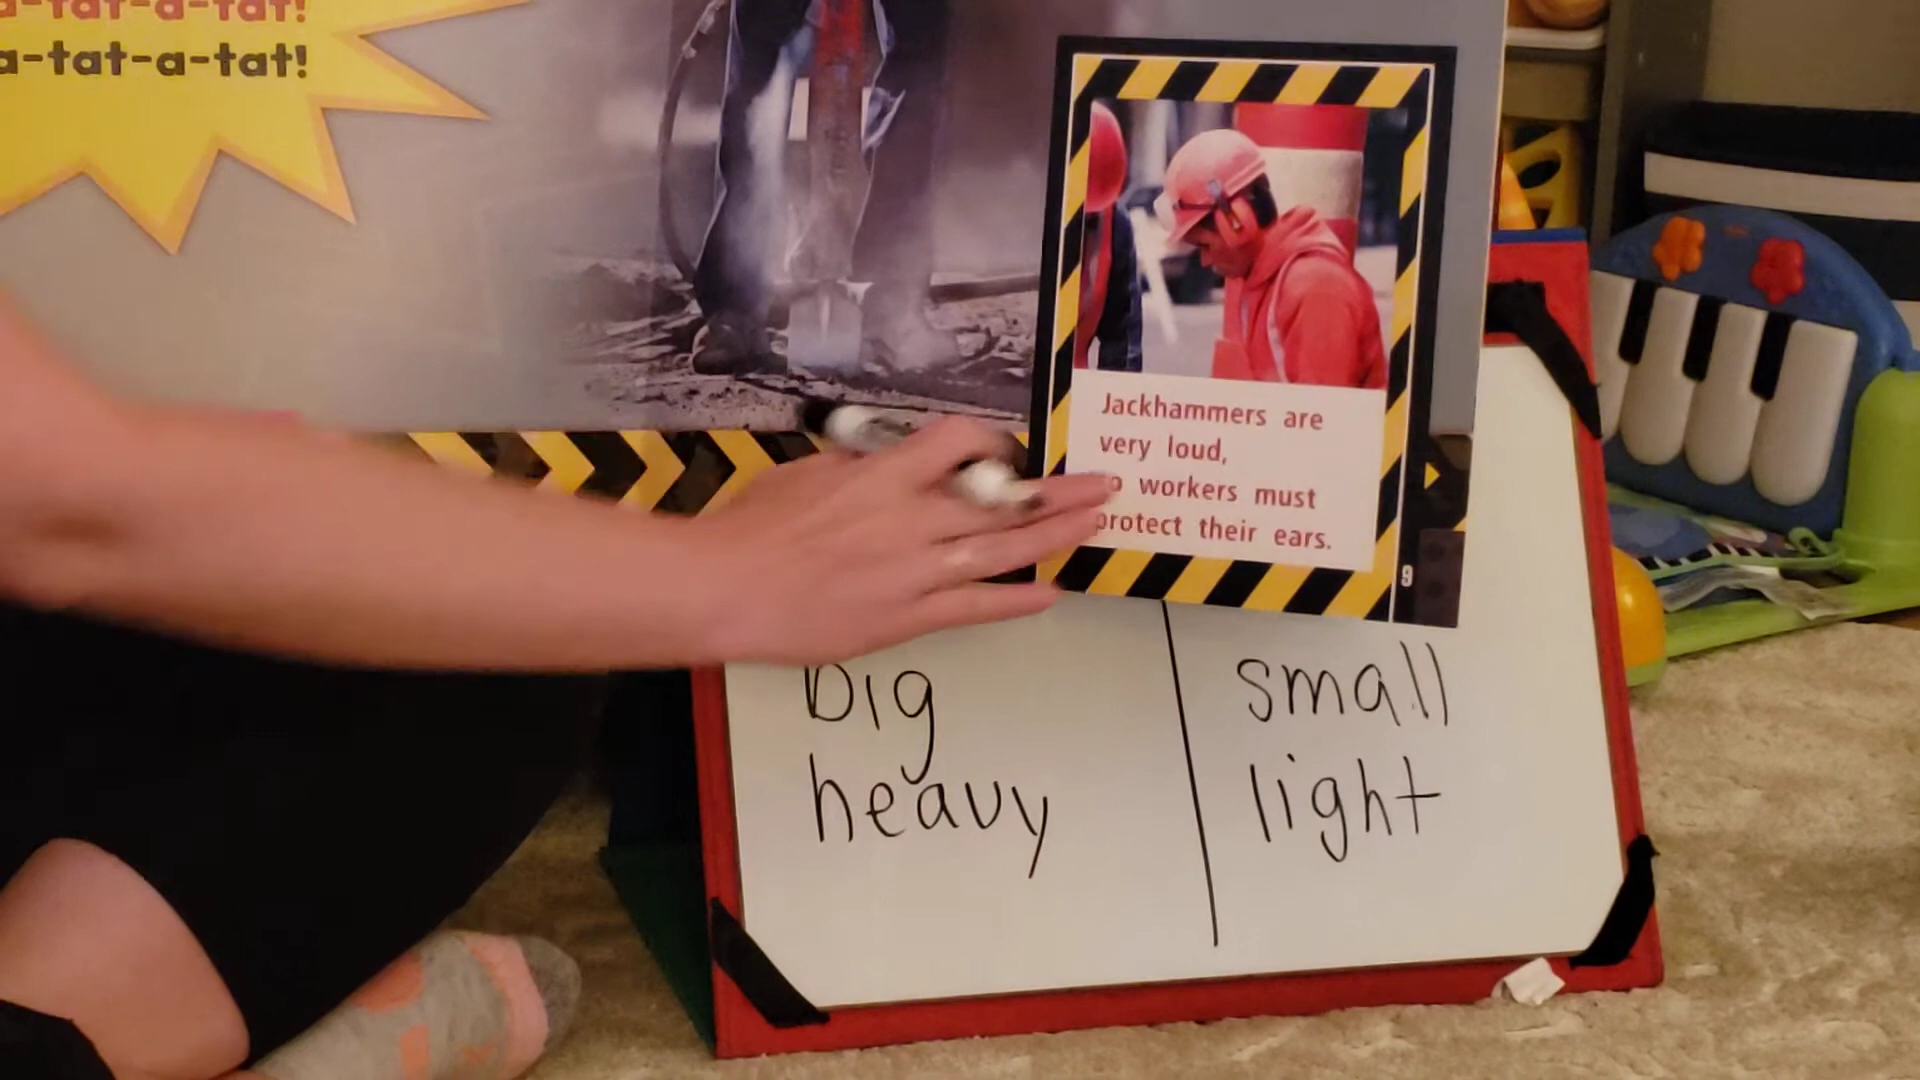 a-tat-a-tat!
a-tat-a-tat!
Jackhammers are
very loud,
workers must
protect their ears.
9
big
heavy
small
light